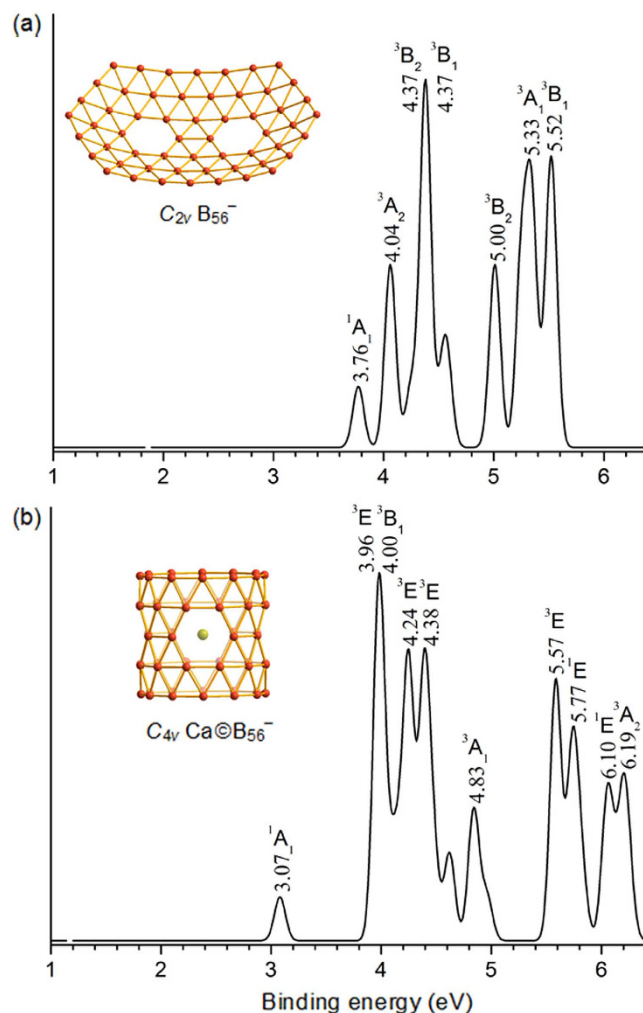 (a)
C₂ᵥ B₅₆⁻
¹A₁
3.76
³A₂
4.04
³B₂
4.37
³B₁
4.37
³B₂
5.00
³A₁
5.33
³B₁
5.52
1 2 3 4 5 6
(b)
C₄ᵥ Ca©B₅₆⁻
¹A₁
3.07
³E
3.96
³B₁
4.00
³E
4.24
³E
4.38
³A₁
4.83
³E
5.57
¹E
5.77
¹E
6.10
³A₂
6.19
1 2 3 4 5 6
Binding energy (eV)